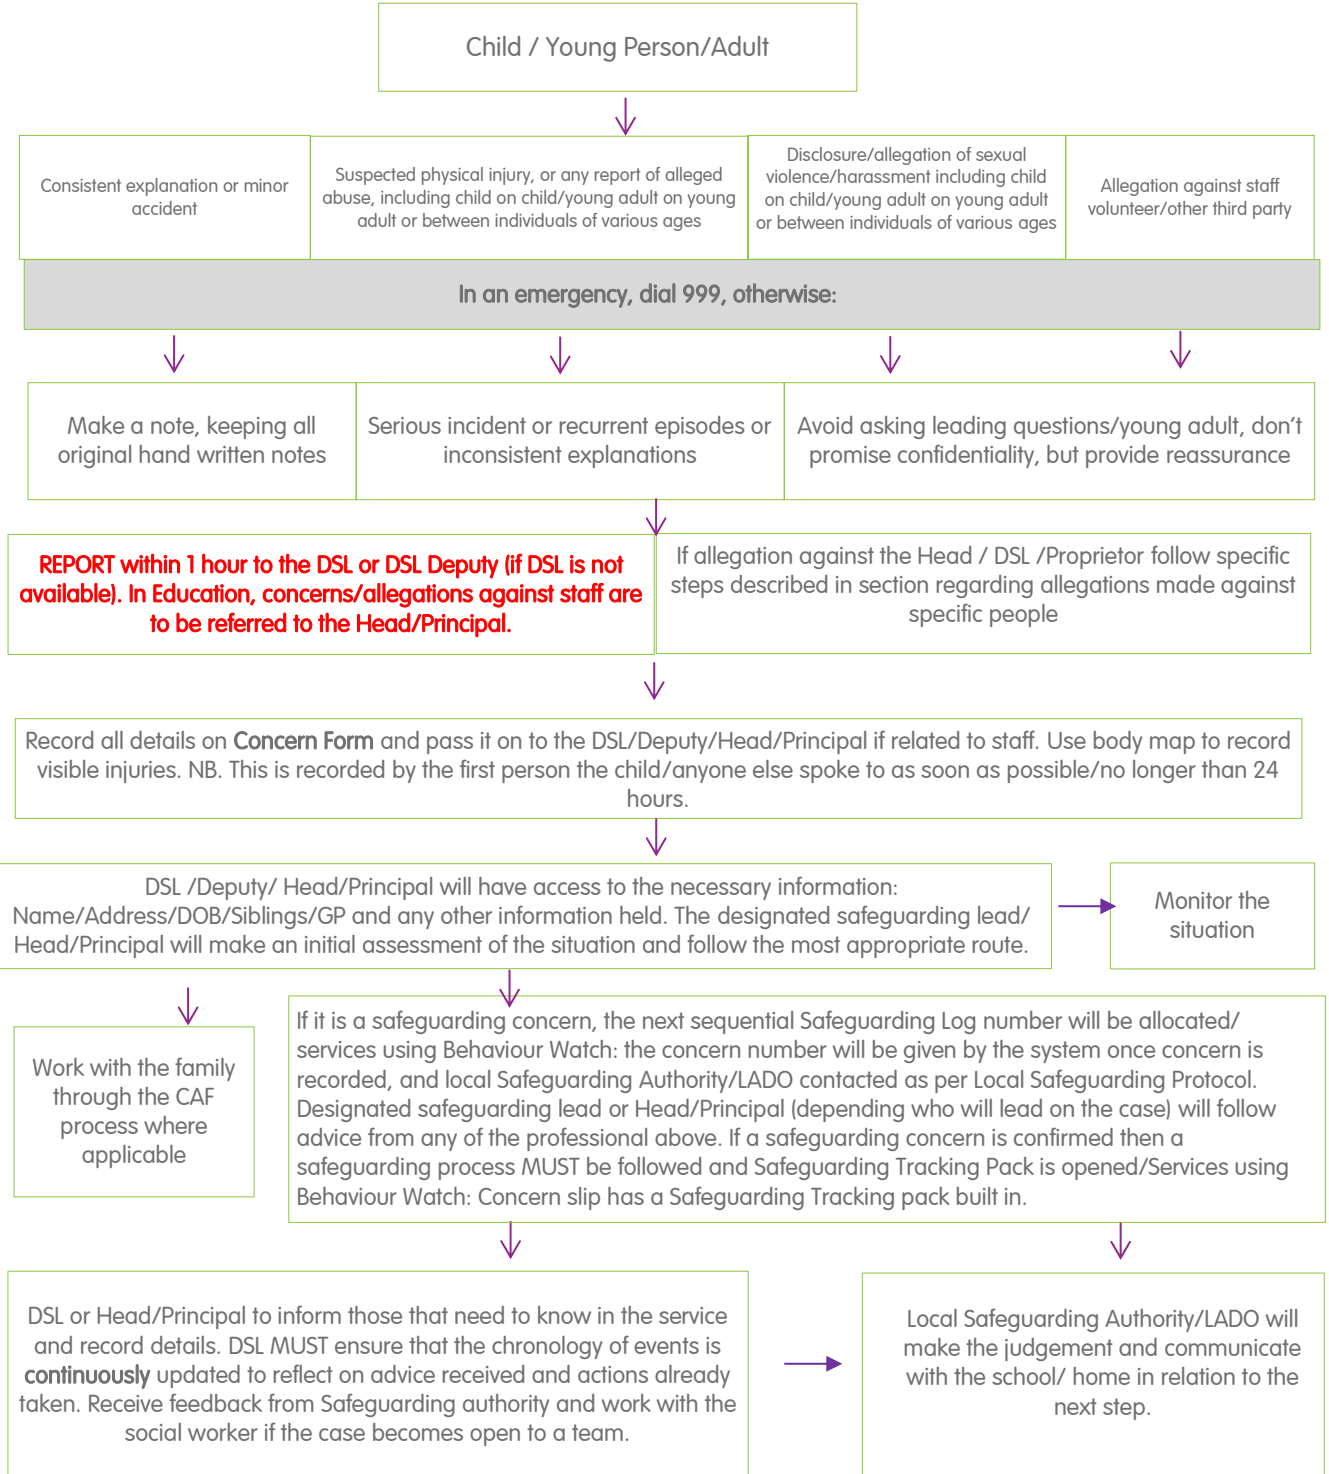 Child / Young Person/Adult
Consistent explanation or minor
accident
Suspected physical injury, or any report of alleged
abuse, including child on child/young adult on young
adult or between individuals of various ages
Disclosure/allegation of sexual
violence/harassment including child
on child/young adult on young adult
or between individuals of various ages
Allegation against staff
volunteer/other third party
In an emergency, dial 999, otherwise:
Make a note, keeping all
original hand written notes
Serious incident or recurrent episodes or
inconsistent explanations
Avoid asking leading questions/young adult, don't
promise confidentiality, but provide reassurance
REPORT within 1 hour to the DSL or DSL Deputy (if DSL is not
available). In Education, concerns/allegations against staff are
to be referred to the Head/Principal.
If allegation against the Head / DSL /Proprietor follow specific
steps described in section regarding allegations made against
specific people
Record all details on Concern Form and pass it on to the DSL/Deputy/Head/Principal if related to staff. Use body map to record
visible injuries. NB. This is recorded by the first person the child/anyone else spoke to as soon as possible/no longer than 24
hours.
DSL /Deputy/ Head/Principal will have access to the necessary information:
Name/Address/DOB/Siblings/GP and any other information held. The designated safeguarding lead/
Head/Principal will make an initial assessment of the situation and follow the most appropriate route.
Monitor the
situation
Work with the family
through the CAF
process where
applicable
If it is a safeguarding concern, the next sequential Safeguarding Log number will be allocated/
services using Behaviour Watch: the concern number will be given by the system once concern is
recorded, and local Safeguarding Authority/LADO contacted as per Local Safeguarding Protocol.
Designated safeguarding lead or Head/Principal (depending who will lead on the case) will follow
advice from any of the professional above. If a safeguarding concern is confirmed then a
safeguarding process MUST be followed and Safeguarding Tracking Pack is opened/Services using
Behaviour Watch: Concern slip has a Safeguarding Tracking pack built in.
DSL or Head/Principal to inform those that need to know in the service
and record details. DSL MUST ensure that the chronology of events is
continuously updated to reflect on advice received and actions already
taken. Receive feedback from Safeguarding authority and work with the
social worker if the case becomes open to a team.
Local Safeguarding Authority/LADO will
make the judgement and communicate
with the school/ home in relation to the
next step.